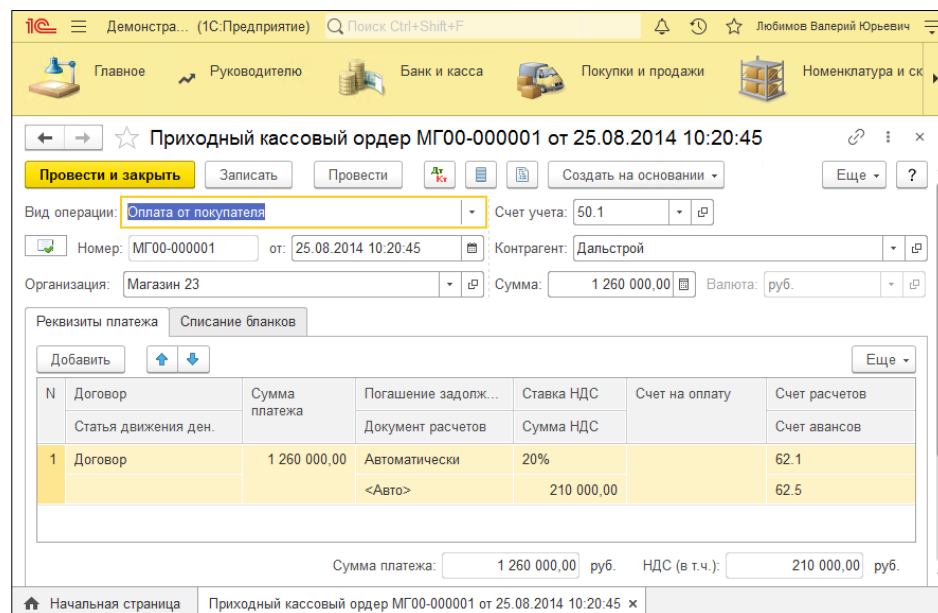 1С Демонстра... (1С:Предприятие) Поиск Ctrl+Shift+F Любимов Валерий Юрьевич
Главное Руководителю Банк и касса Покупки и продажи Номенклатура и ск
Приходный кассовый ордер МГ00-000001 от 25.08.2014 10:20:45
Провести и закрыть Записать Провести Дт Кт Создать на основании Еще ?
Вид операции: Оплата от покупателя Счет учета: 50.1
Номер: МГ00-000001 от: 25.08.2014 10:20:45 Контрагент: Дальстрой
Организация: Магазин 23 Сумма: 1 260 000,00 Валюта: руб.
Реквизиты платежа Списание бланков
Добавить Еще
N Договор Сумма платежа Погашение задолж... Ставка НДС Счет на оплату Счет расчетов
Статья движения ден. Документ расчетов Сумма НДС Счет авансов
1 Договор 1 260 000,00 Автоматически 20% 62.1
<Авто> 210 000,00 62.5
Сумма платежа: 1 260 000,00 руб. НДС (в т.ч.): 210 000,00 руб.
Начальная страница Приходный кассовый ордер МГ00-000001 от 25.08.2014 10:20:45 ×